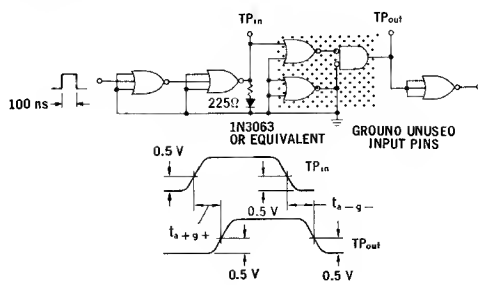 TPin
TPout
100 ns
225Ω
1N3063
OR EQUIVALENT
GROUNO UNUSEO
INPUT PINS
0.5 V
TPin
ta+g+
0.5 V
ta-g-
TPout
0.5 V
0.5 V